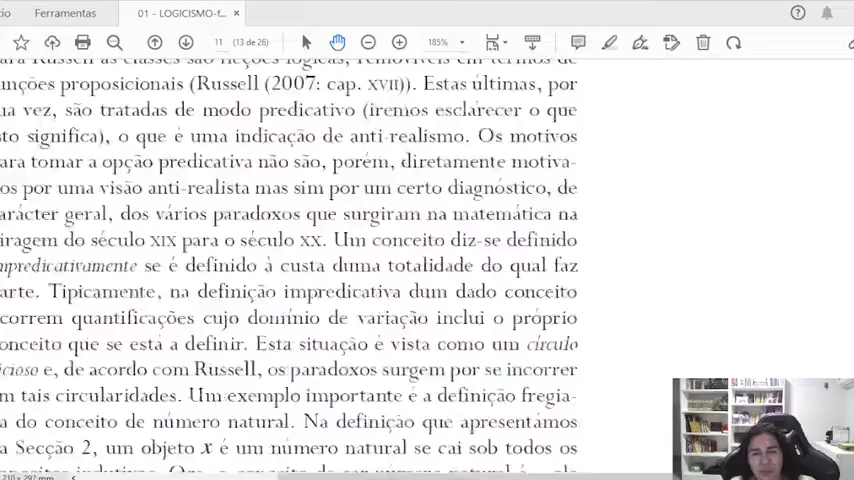 cio Ferramentas 01 - LOGICISMO-f... ×
11 (13 de 26) 185%
ara Russell as classes são ficções lógicas, removíveis em termos de
unções proposicionais (Russell (2007: cap. XVII)). Estas últimas, por
ua vez, são tratadas de modo predicativo (iremos esclarecer o que
sto significa), o que é uma indicação de anti-realismo. Os motivos
ara tomar a opção predicativa não são, porém, diretamente motiva-
os por uma visão anti-realista mas sim por um certo diagnóstico, de
arácter geral, dos vários paradoxos que surgiram na matemática na
iragem do século XIX para o século XX. Um conceito diz-se definido
mpredicativamente se é definido à custa duma totalidade do qual faz
arte. Tipicamente, na definição impredicativa dum dado conceito
correm quantificações cujo domínio de variação inclui o próprio
onceito que se está a definir. Esta situação é vista como um círculo
icioso e, de acordo com Russell, os paradoxos surgem por se incorrer
m tais circularidades. Um exemplo importante é a definição fregia-
a do conceito de número natural. Na definição que apresentámos
a Secção 2, um objeto x é um número natural se cai sob todos os
210 x 297 mm